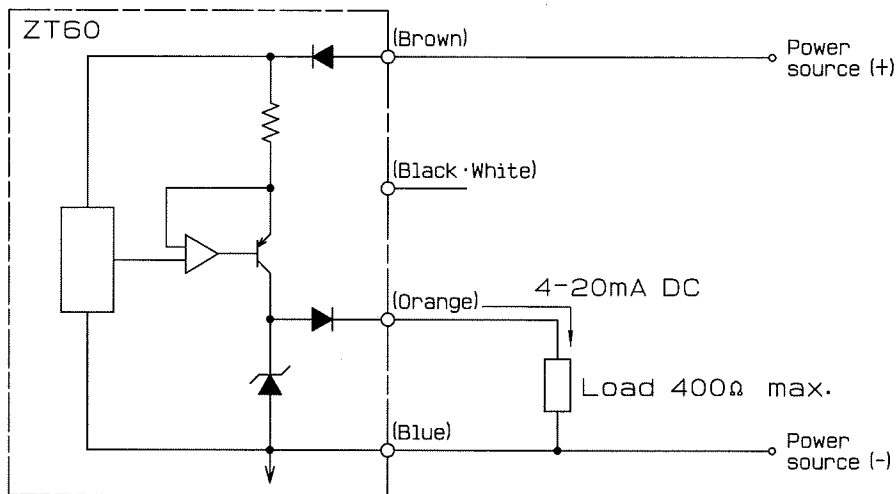 ZT60
(Brown)
Power
source (+)
(Black·White)
4-20mA DC
(Orange)
Load 400Ω max.
(Blue)
Power
source (-)